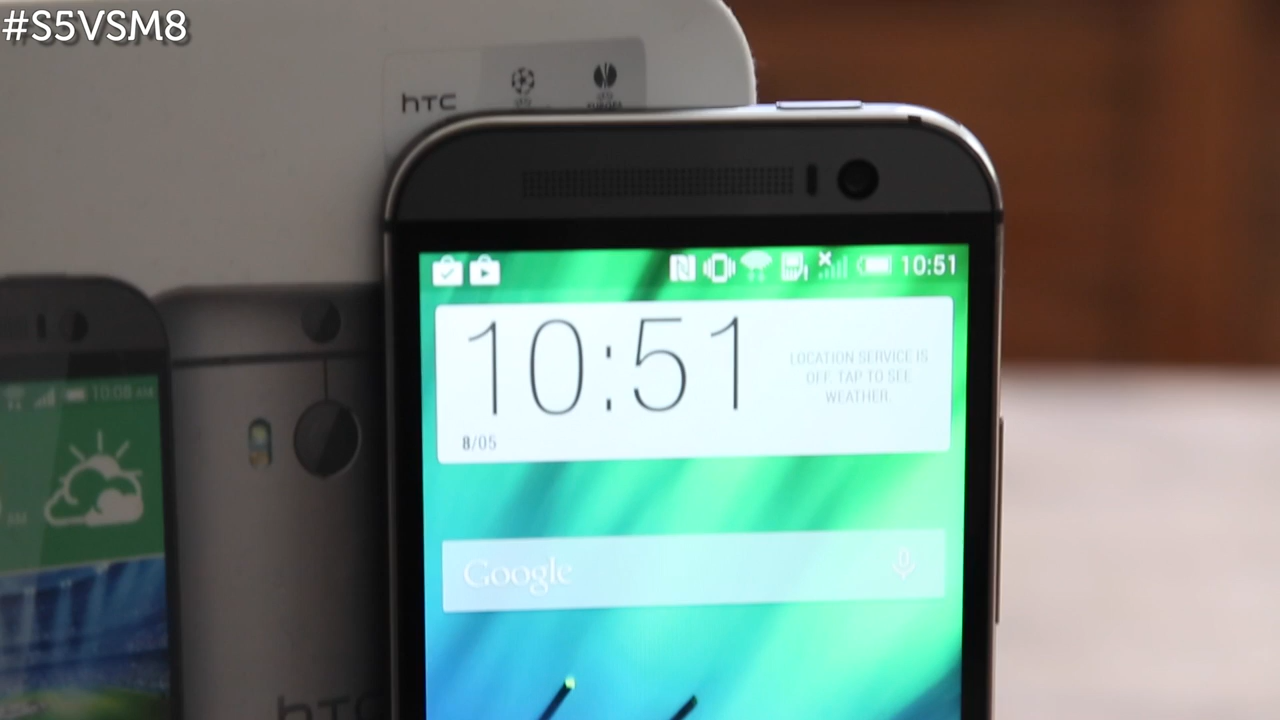 #S5VSM8
hTC
10:51
10:51
LOCATION SERVICE IS
OFF. TAP TO SEE
WEATHER.
8/05
10:08 AM
Google
hTC